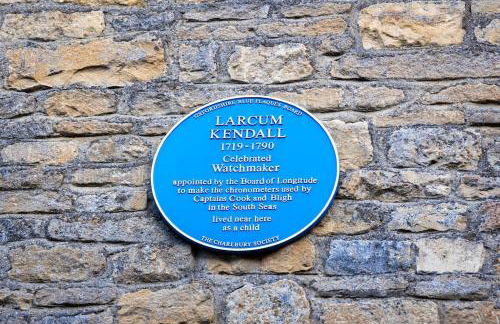 OXFORDSHIRE BLUE PLAQUES BOARD
LARCUM
KENDALL
1719-1790
Celebrated
Watchmaker
appointed by the Board of Longitude
to make the chronometers used by
Captains Cook and Bligh
in the South Seas
lived near here
as a child
THE CHARLBURY SOCIETY